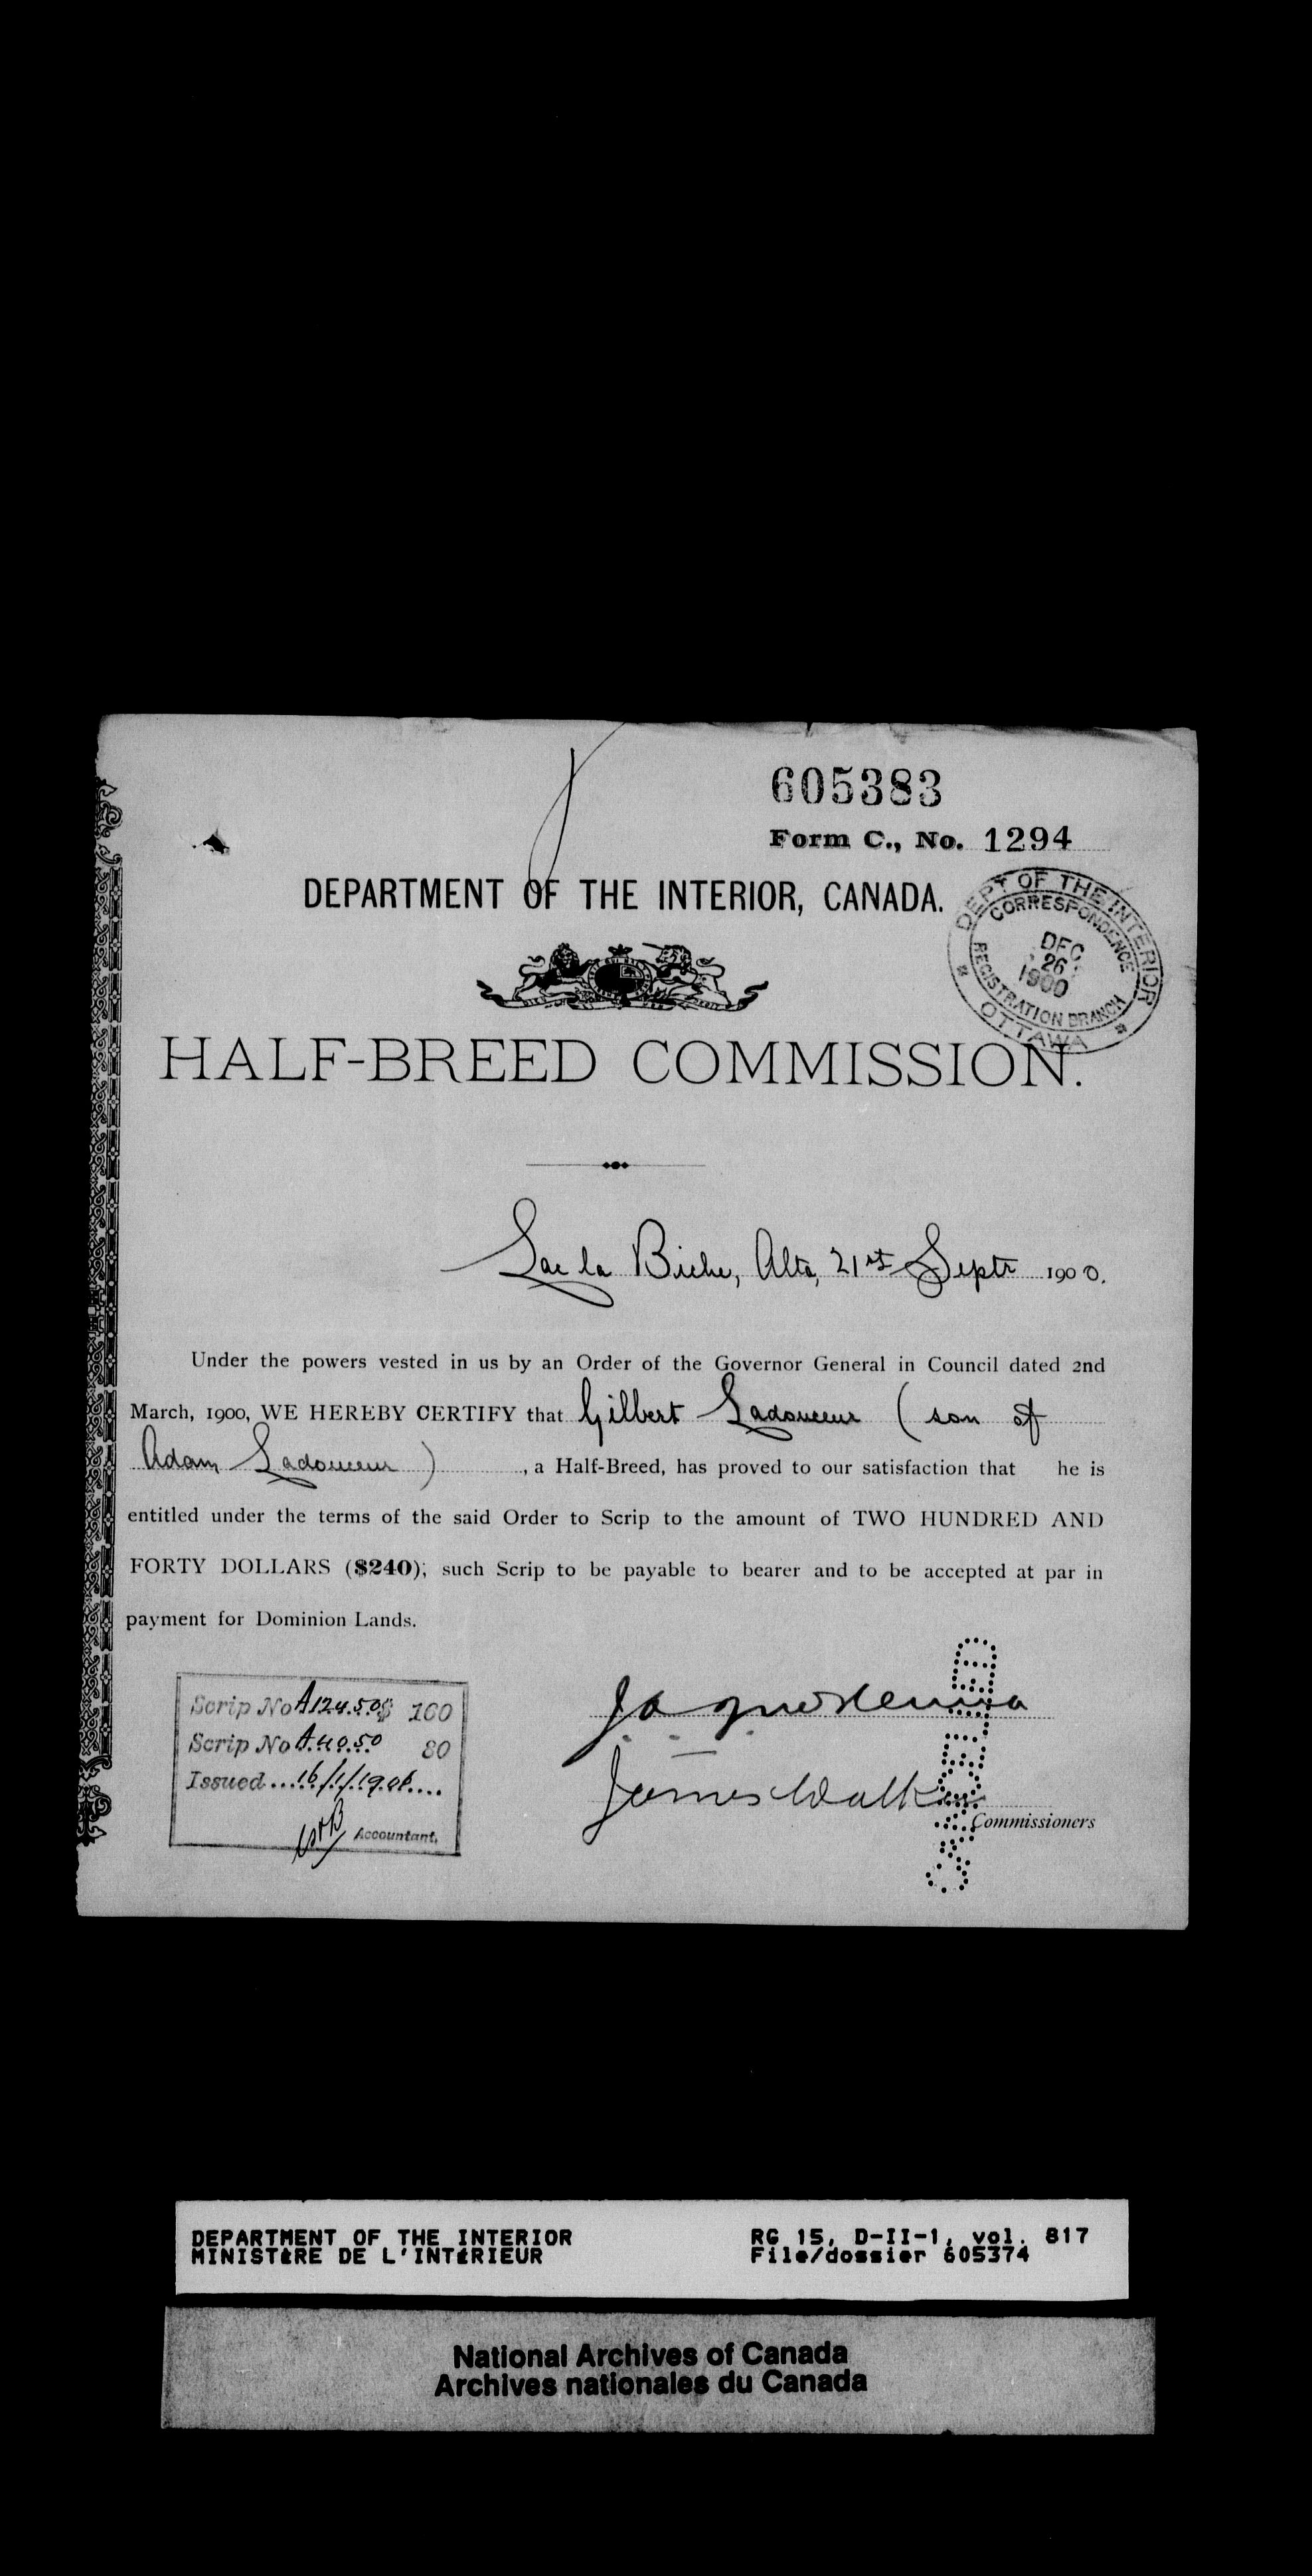 605383
Form C., No. 1294
DEPARTMENT OF THE INTERIOR, CANADA.
DEPT OF THE INTERIOR
CORRESPONDENCE
DEC
26
1900
REGISTRATION BRANCH
OTTAWA
HALF-BREED COMMISSION.
Lac la Biche, Alta, 21st Septr 1900.
Under the powers vested in us by an Order of the Governor General in Council dated 2nd
March, 1900, WE HEREBY CERTIFY that Gilbert Ladouceur (son of
Adam Ladouceur), a Half-Breed, has proved to our satisfaction that he is
entitled under the terms of the said Order to Scrip to the amount of TWO HUNDRED AND
FORTY DOLLARS ($240); such Scrip to be payable to bearer and to be accepted at par in
payment for Dominion Lands.
Scrip No A12450 160
Scrip No A4050 80
Issued 16/1/1901
Accountant.
James Walker
Commissioners
DEPARTMENT OF THE INTERIOR
MINISTÈRE DE L'INTÉRIEUR
RG 15, D-II-1, vol. 817
File/dossier 605374
National Archives of Canada
Archives nationales du Canada